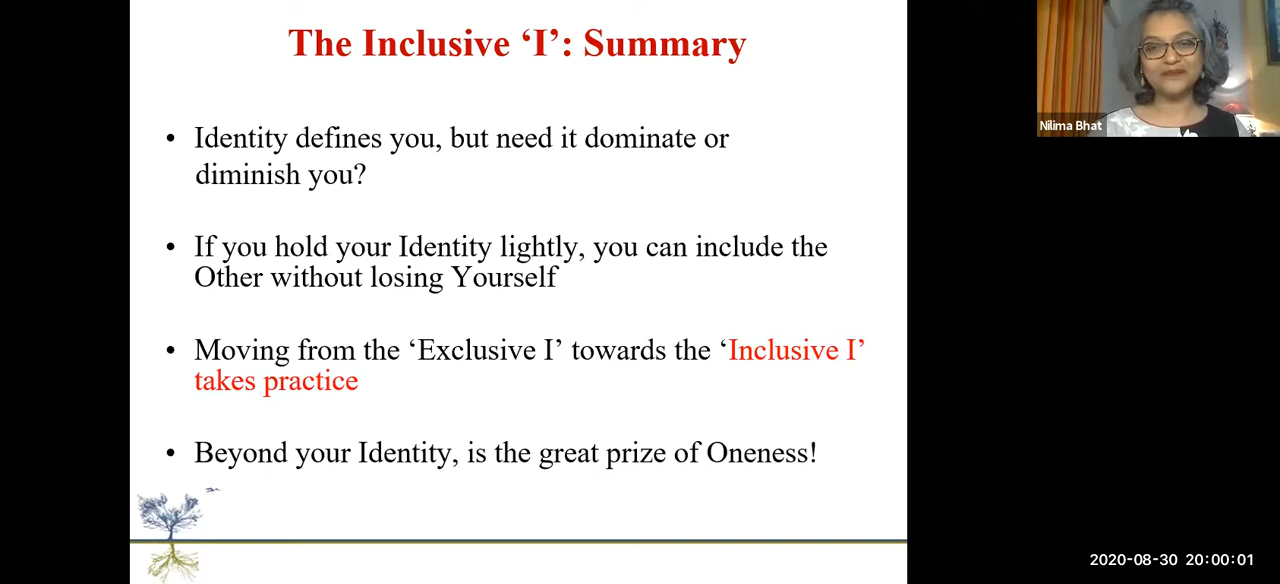 The Inclusive ‘I’: Summary
• Identity defines you, but need it dominate or
diminish you?
• If you hold your Identity lightly, you can include the
Other without losing Yourself
• Moving from the ‘Exclusive I’ towards the ‘Inclusive I’
takes practice
• Beyond your Identity, is the great prize of Oneness!
Nilima Bhat
2020-08-30 20:00:01